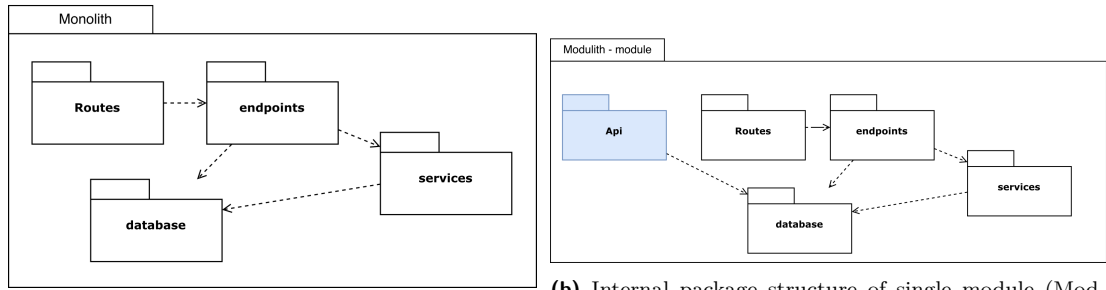 Monolith
Routes
endpoints
services
database
Modulith - module
Api
Routes
endpoints
services
database
(b) Internal package structure of single module (Mod-